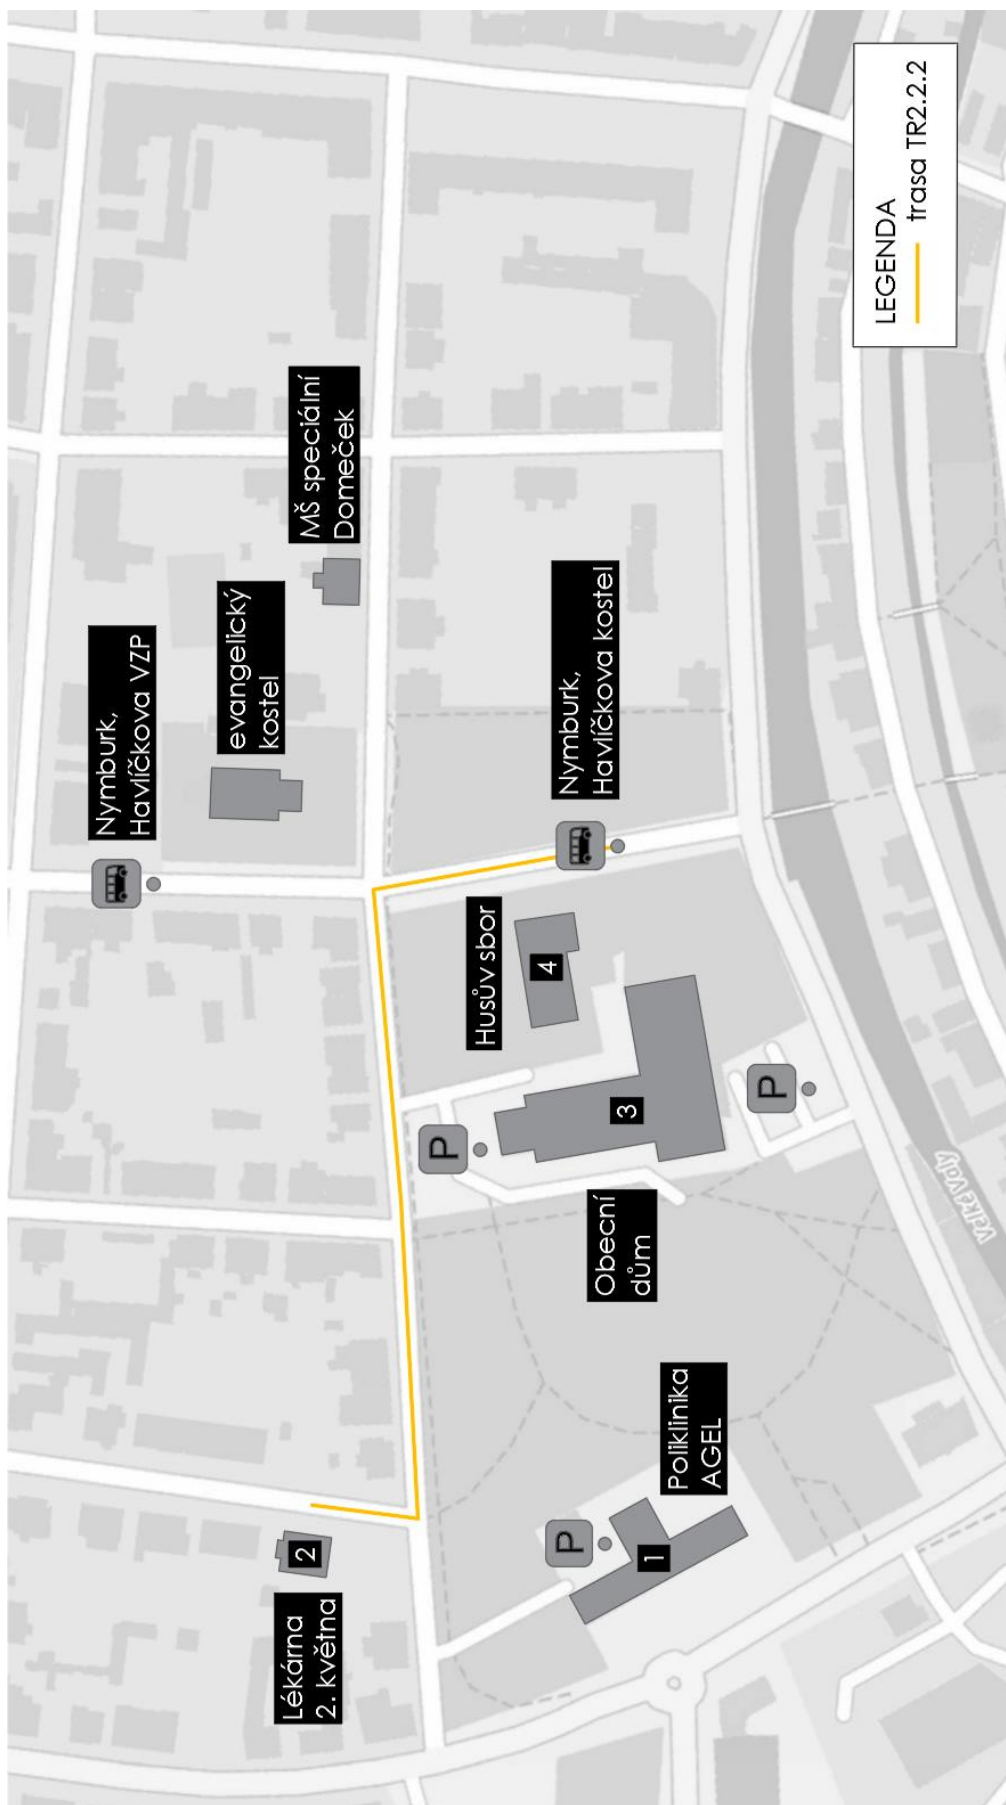 Lékárna
2. května
2
Nymburk,
Havlíčkova VZP
evangelický
kostel
MŠ speciální
Domeček
P
Husův sbor
4
Nymburk,
Havlíčkova kostel
P
1
Poliklinika
AGEL
Obecní
dům
3
P
Velké Valy
LEGENDA
trasa TR2.2.2